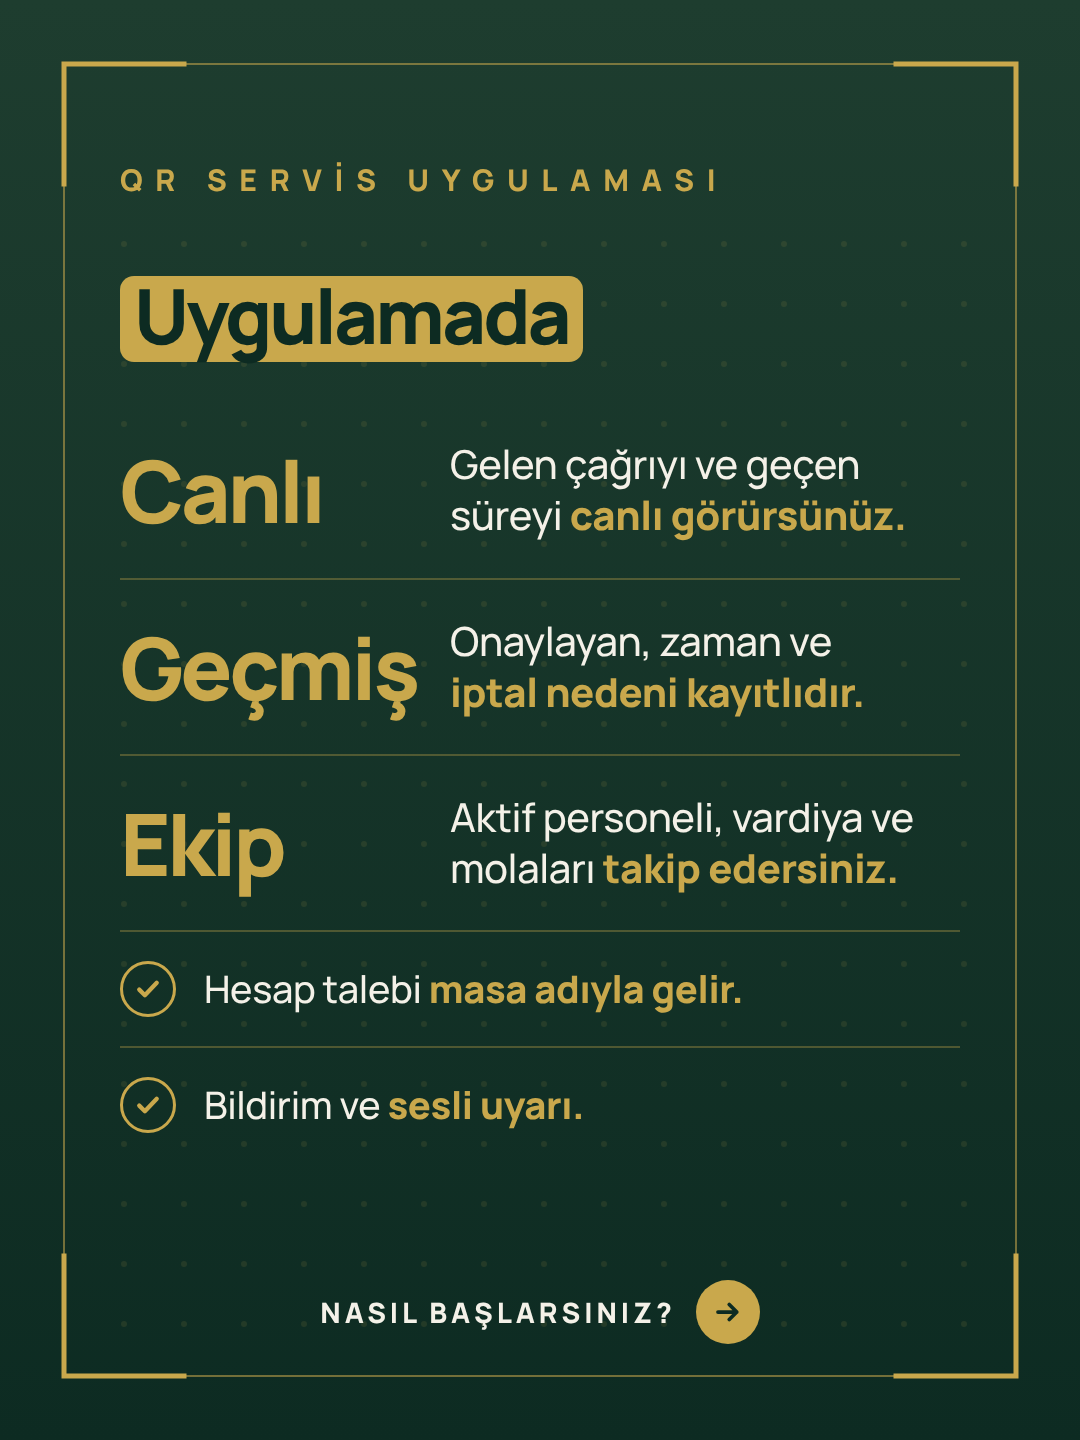 QR SERVİS UYGULAMASI
Uygulamada
Canlı
Gelen çağrıyı ve geçen
süreyi canlı görürsünüz.
Geçmiş
Onaylayan, zaman ve
iptal nedeni kayıtlıdır.
Ekip
Aktif personeli, vardiya ve
molaları takip edersiniz.
Hesap talebi masa adıyla gelir.
Bildirim ve sesli uyarı.
NASIL BAŞLARSINIZ?